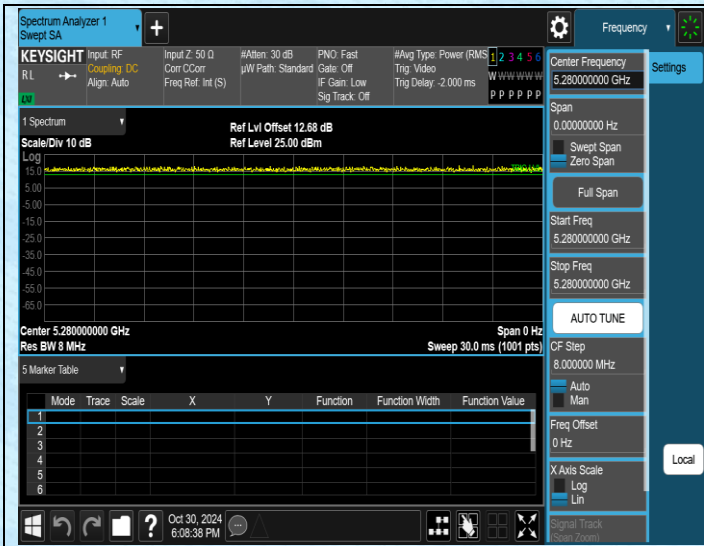 Spectrum Analyzer 1
Swept SA
+
Frequency
KEYSIGHT
RL
LXI
Input: RF
Coupling: DC
Align: Auto
Input Z: 50 Ω
Corr CCorr
Freq Ref: Int (S)
#Atten: 30 dB
µW Path: Standard
PNO: Fast
Gate: Off
IF Gain: Low
Sig Track: Off
#Avg Type: Power (RMS
Trig: Video
Trig Delay: -2.000 ms
1 2 3 4 5 6
W W W W W W
P P P P P P
1 Spectrum
Scale/Div 10 dB
Ref Lvl Offset 12.68 dB
Ref Level 25.00 dBm
Log
15.0
5.00
-5.00
-15.0
-25.0
-35.0
-45.0
-55.0
-65.0
Center 5.280000000 GHz
Res BW 8 MHz
Span 0 Hz
Sweep 30.0 ms (1001 pts)
5 Marker Table
Mode Trace Scale X Y Function Function Width Function Value
1
2
3
4
5
6
?
Oct 30, 2024
6:08:38 PM
Center Frequency
5.280000000 GHz
Span
0.00000000 Hz
Swept Span
Zero Span
Full Span
Start Freq
5.280000000 GHz
Stop Freq
5.280000000 GHz
AUTO TUNE
CF Step
8.000000 MHz
Auto
Man
Freq Offset
0 Hz
X Axis Scale
Log
Lin
Signal Track
(Span Zoom)
Settings
Local